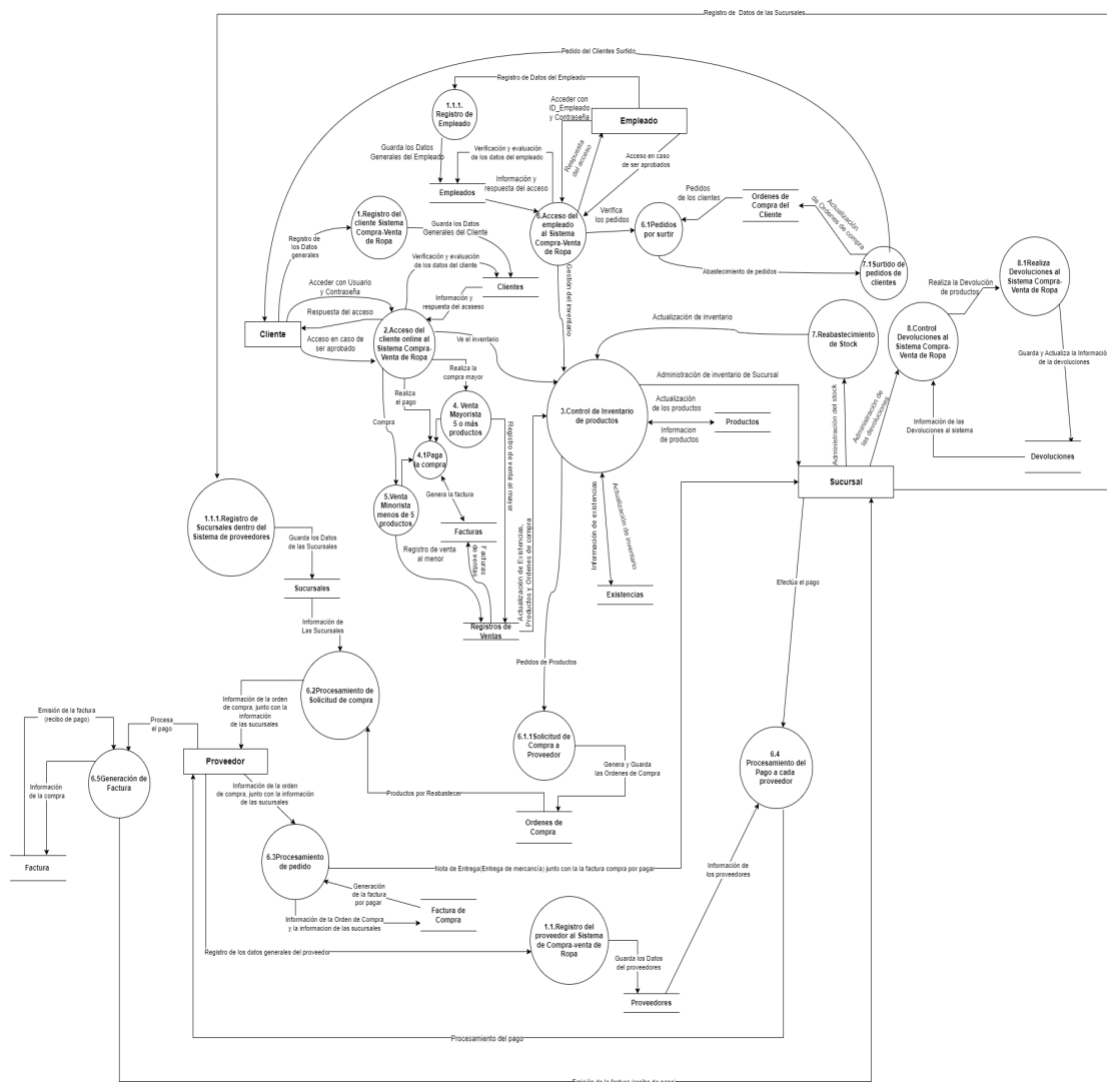 Registro de Datos de las Sucursales
Pedido del Clientes Surtido
Registro de Datos del Empleado
1.1.1.
Registro de
Empleado
Acceder con
ID_Empleado
y Contraseña
Empleado
Guarda los Datos
Generales del Empleado
Verificación y evaluación
de los datos del empleado
Respuesta
del acceso
Acceso en caso
de ser aprobados
Información y
respuesta del acceso
Empleados
6.Acceso del
empleado
al Sistema
Compra-Venta
de Ropa
Verifica
los pedidos
6.1Pedidos
por surtir
Pedidos
de los clientes
Ordenes de
Compra del
Cliente
Actualización
de Ordenes de compra
Abastecimiento de pedidos
7.1Surtido de
pedidos de
clientes
1.Registro del
cliente Sistema
Compra-Venta
de Ropa
Guarda los Datos
Generales del Cliente
Registro de
los Datos
generales
Verificación y evaluación
de los datos del cliente
Clientes
Información y
respuesta del acseeso
Gestión del inventario
Acceder con Usuario
y Contraseña
Respuesta del acceso
Cliente
Acceso en caso de
ser aprobado
2.Acceso del
cliente online al
Sistema Compra-
Venta de Ropa
Ve el inventario
Actualización de inventario
7.Reabastecimiento
de Stock
8.Control
Devoluciones al
Sistema Compra-
Venta de Ropa
Realiza la Devolución
de productos
8.1Realiza
Devoluciones al
Sistema Compra-
Venta de Ropa
Guarda y Actualiza la Información
de la devoluciones
Información de las
Devoluciones al sistema
Devoluciones
Administración del stock
Administración de
las devoluciones
Realiza
el pago
Realiza la
compra mayor
Compra
4. Venta
Mayorista
5 o más
productos
4.1Paga
la compra
5.Venta
Minorista
menos de 5
productos
Genera la factura
Facturas
Facturas
de ventas
Registro de venta al mayor
Registro de venta
al menor
Registros de
Ventas
Actualización de Existencias,
Productos y Ordenes de compra
3.Control de Inventario
de productos
Administración de inventario de Sucursal
Actualización
de los productos
Informacion
de productos
Productos
Sucursal
Información de existencias
Actualización de inventario
Existencias
1.1.1.Registro de
Sucursales dentro del
Sistema de proveedores
Guarda los Datos
de las Sucursales
Sucursales
Información de
Las Sucursales
Efectúa el pago
Pedidos de Productos
6.2Procesamiento de
Solicitud de compra
Información de la orden
de compra, junto con la
información
de las sucursales
Emisión de la factura
(recibo de pago)
Procesa
el pago
Proveedor
6.5Generación de
Factura
Información
de la compra
Factura
Información de la orden
de compra, junto con la información
de las sucursales
6.1.1Solicitud de
Compra a
Proveedor
Genera y Guarda
las Ordenes de Compra
Productos por Reabastecer
Ordenes de
Compra
6.4
Procesamiento del
Pago a cada
proveedor
6.3Procesamiento
de pedido
Nota de Entrega(Entrega de mercancía) junto con la la factura compra por pagar
Información de
los proveedores
Generación
de la factura
por pagar
Factura de
Compra
Información de la Orden de Compra
y la informacion de las sucursales
Registro de los datos generales del proveedor
1.1.Registro del
proveedor al Sistema
de Compra-venta de
Ropa
Guarda los Datos
del proveedores
Proveedores
Procesamiento del pago
Emisión de la factura (recibo de pago)